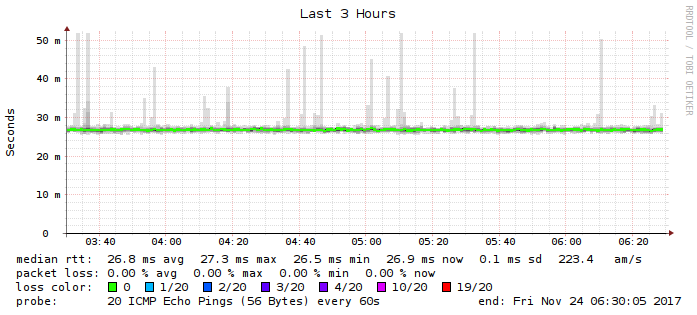 Last 3 Hours
RRDTOOL / TOBI OETIKER
Seconds
50 m
40 m
30 m
20 m
10 m
0
03:40 04:00 04:20 04:40 05:00 05:20 05:40 06:00 06:20
median rtt: 26.8 ms avg 27.3 ms max 26.5 ms min 26.9 ms now 0.1 ms sd 223.4 am/s
packet loss: 0.00 % avg 0.00 % max 0.00 % min 0.00 % now
loss color: 0 1/20 2/20 3/20 4/20 10/20 19/20
probe: 20 ICMP Echo Pings (56 Bytes) every 60s end: Fri Nov 24 06:30:05 2017